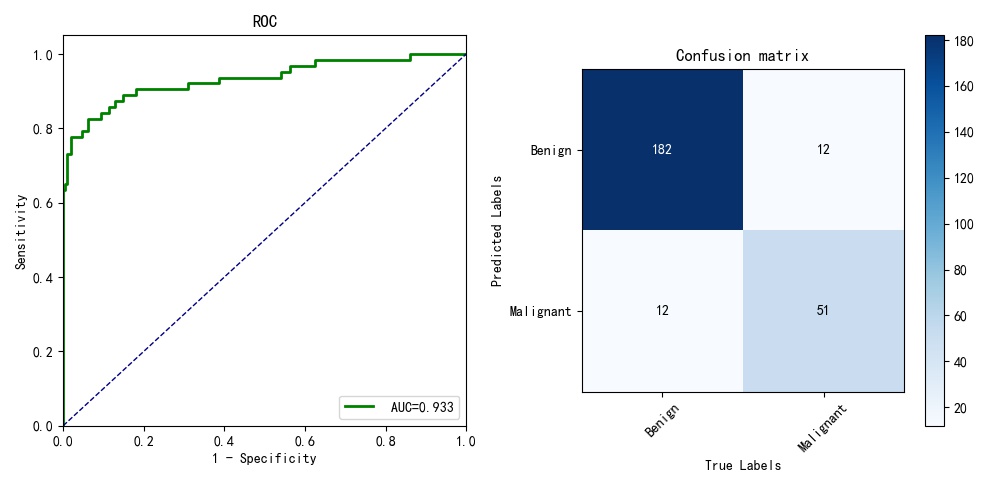 ROC
Sensitivity
1.0
0.8
0.6
0.4
0.2
0.0
0.0 0.2 0.4 0.6 0.8 1.0
1 - Specificity
AUC=0.933
Confusion matrix
Predicted Labels
Benign
Malignant
182 12
12 51
Benign Malignant
True Labels
180
160
140
120
100
80
60
40
20